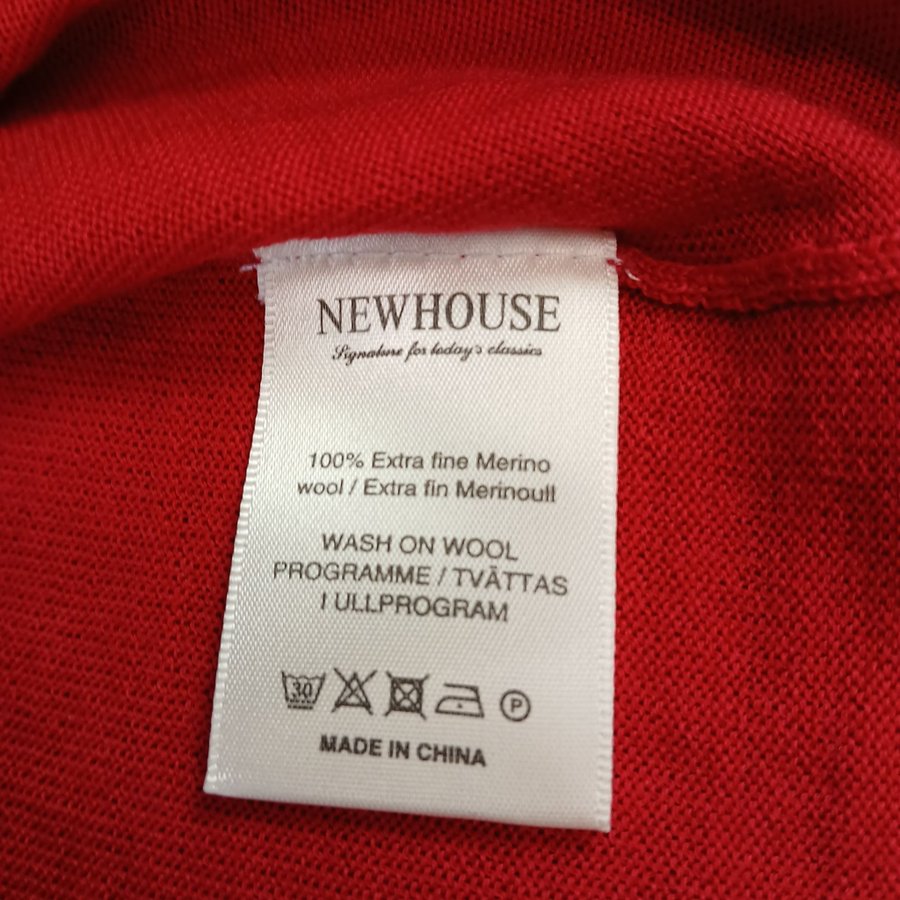 NEWHOUSE
Signature for today's classics
100% Extra fine Merino
wool / Extra fin Merinoull
WASH ON WOOL
PROGRAMME / TVÄTTAS
I ULLPROGRAM
30 P
MADE IN CHINA